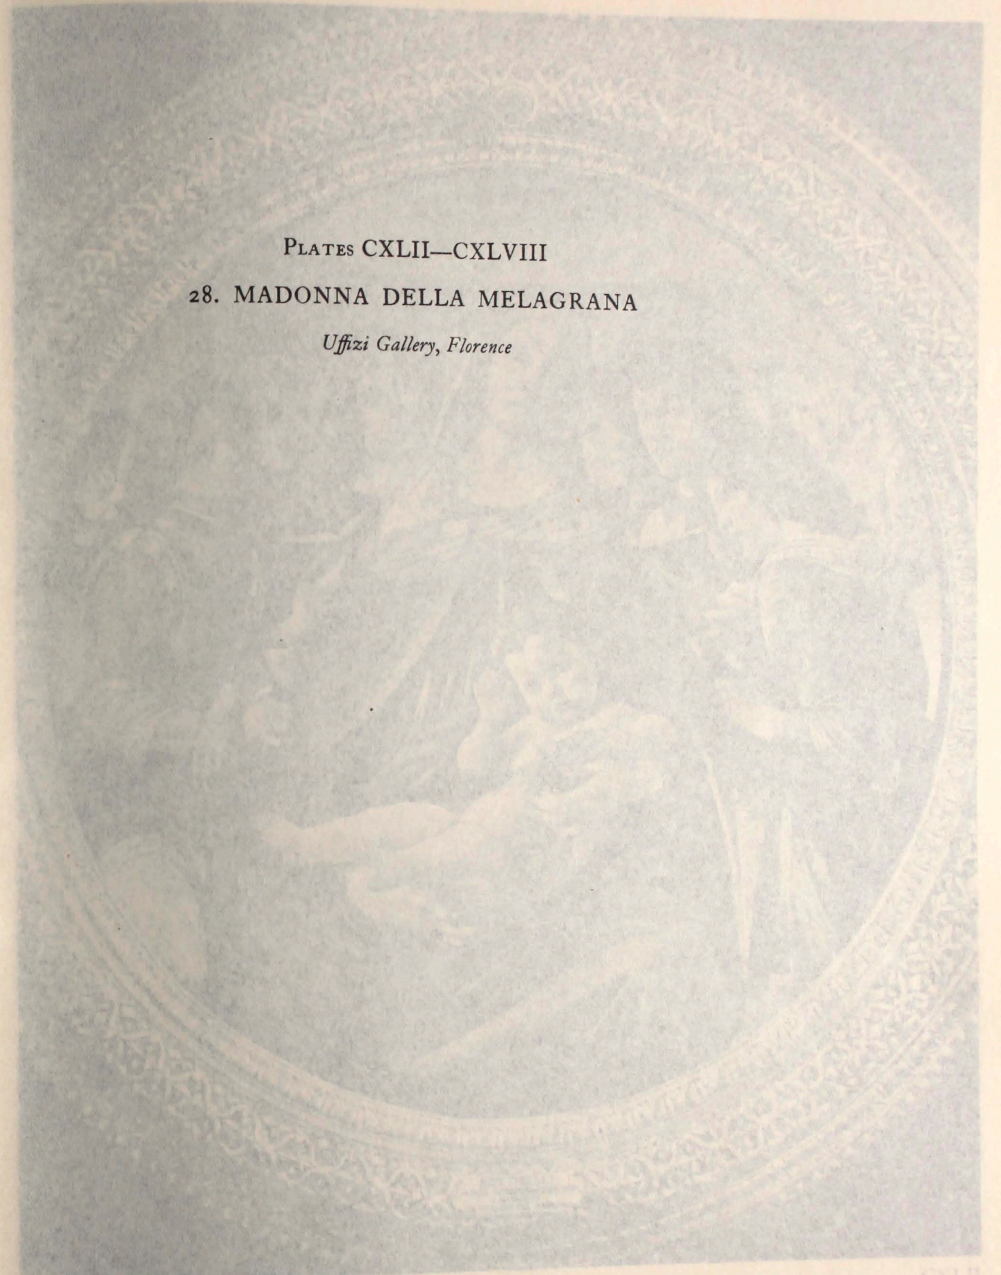 PLATES CXLII—CXLVIII
28. MADONNA DELLA MELAGRANA
Uffizi Gallery, Florence